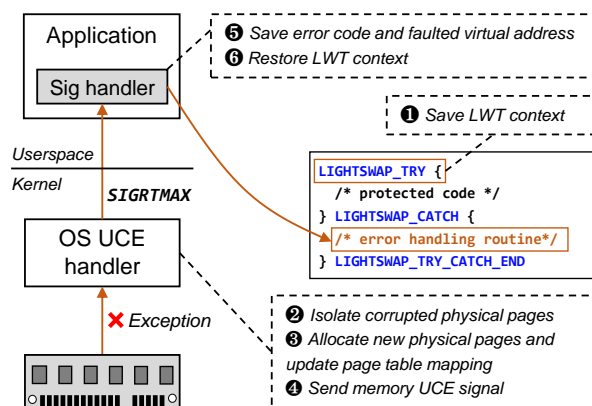 Application
Sig handler
❺ Save error code and faulted virtual address
❻ Restore LWT context
❶ Save LWT context
Userspace
Kernel
SIGRTMAX
LIGHTSWAP_TRY {
/* protected code */
} LIGHTSWAP_CATCH {
/* error handling routine*/
} LIGHTSWAP_TRY_CATCH_END
OS UCE
handler
❌ Exception
❷ Isolate corrupted physical pages
❸ Allocate new physical pages and
update page table mapping
❹ Send memory UCE signal